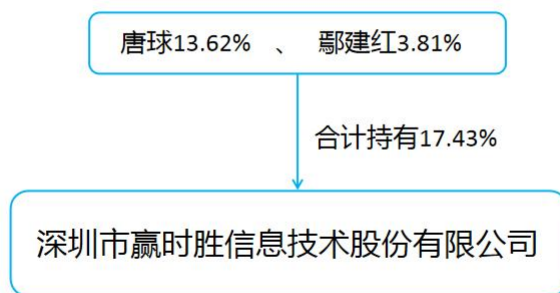 唐球13.62% 、 鄢建红3.81%
合计持有17.43%
深圳市赢时胜信息技术股份有限公司